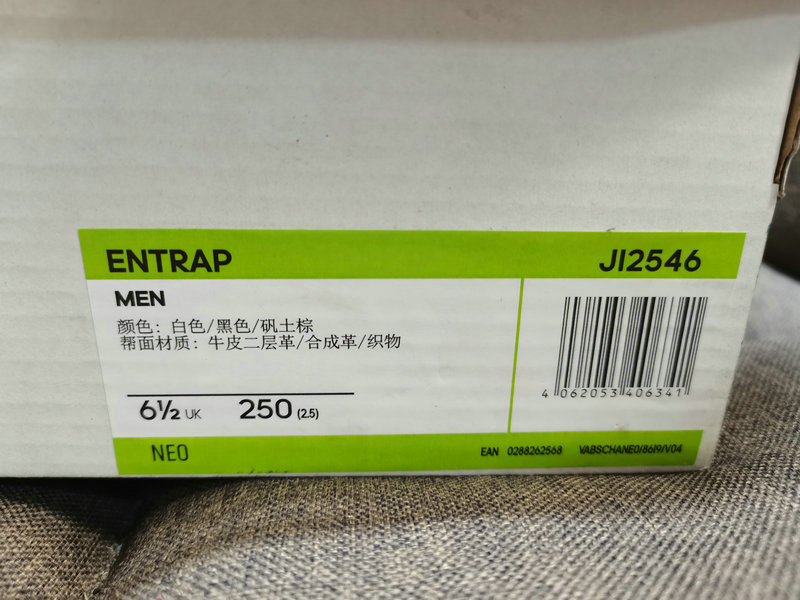 ENTRAP JI2546
MEN
颜色: 白色/黑色/矾土棕
帮面材质: 牛皮二层革/合成革/织物
4 062053 406341
6½ UK 250 (2.5)
NEO EAN 0288262568 VABSCHANEO/8619/V04